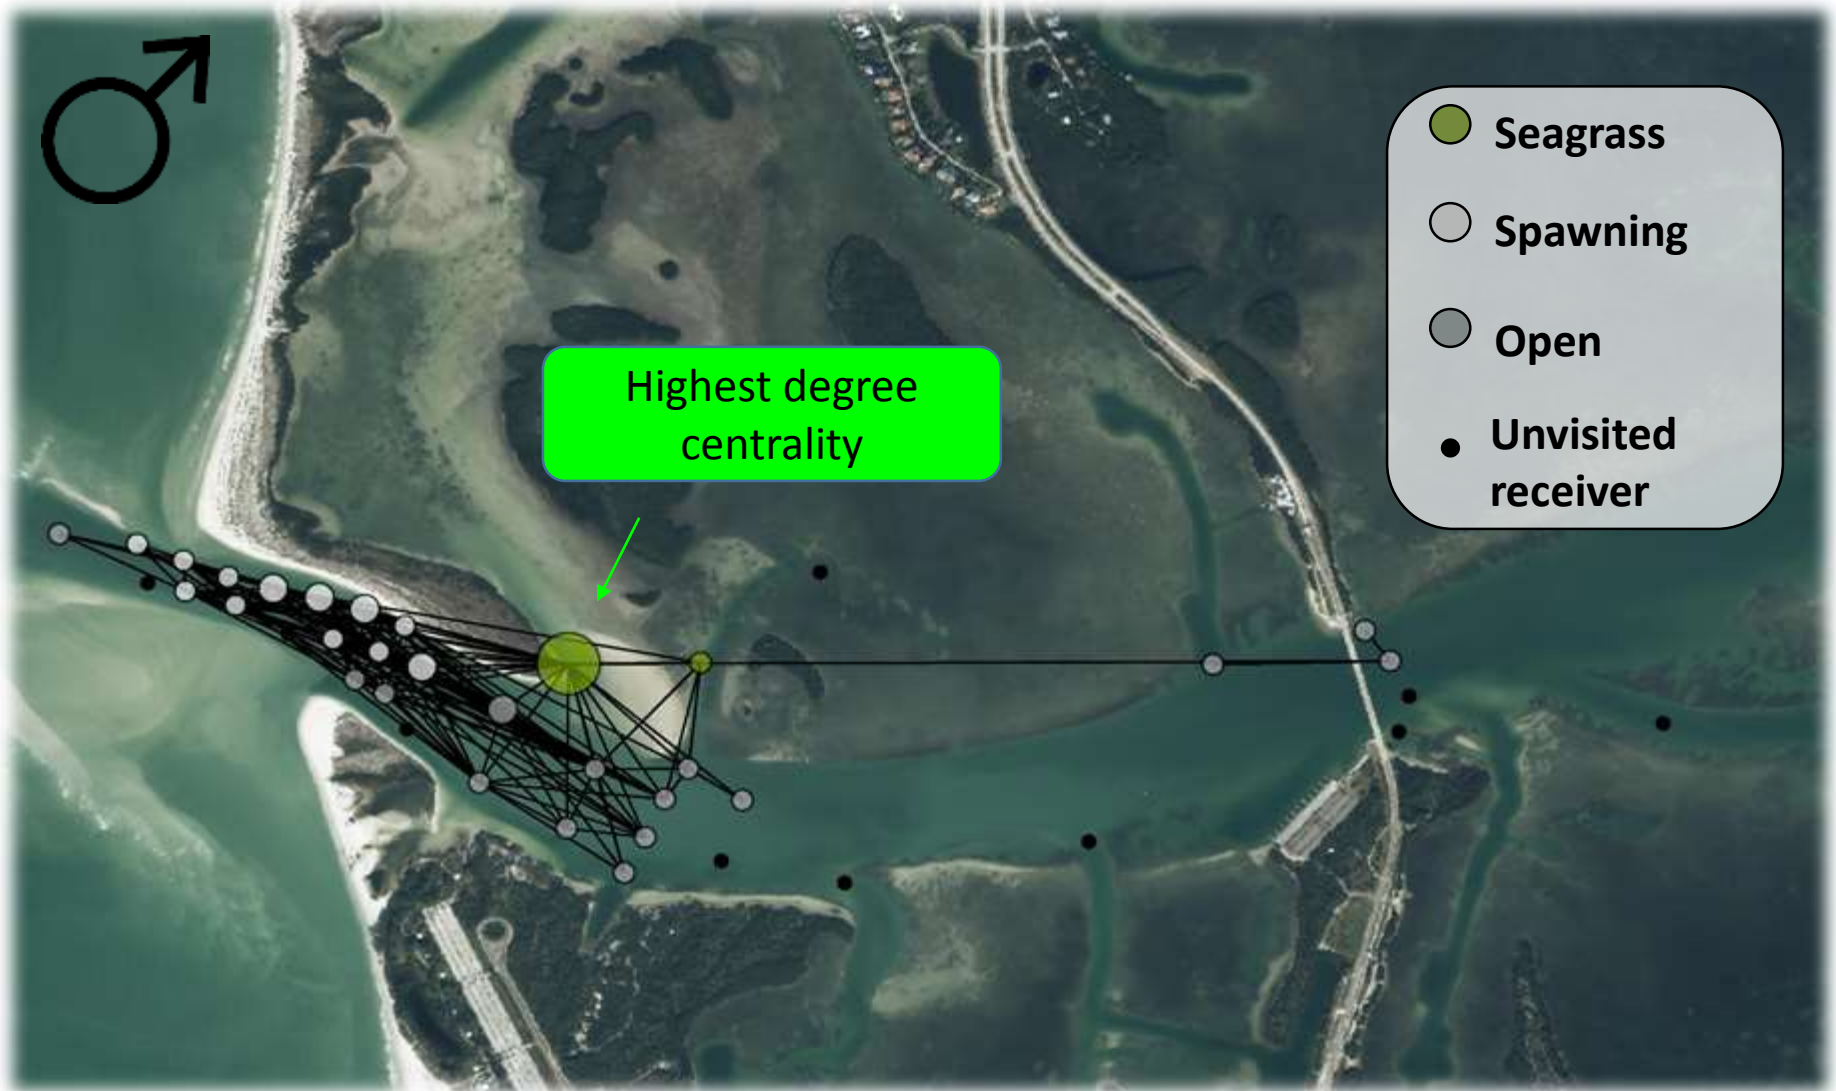 Highest degree
centrality
Seagrass
Spawning
Open
Unvisited
receiver